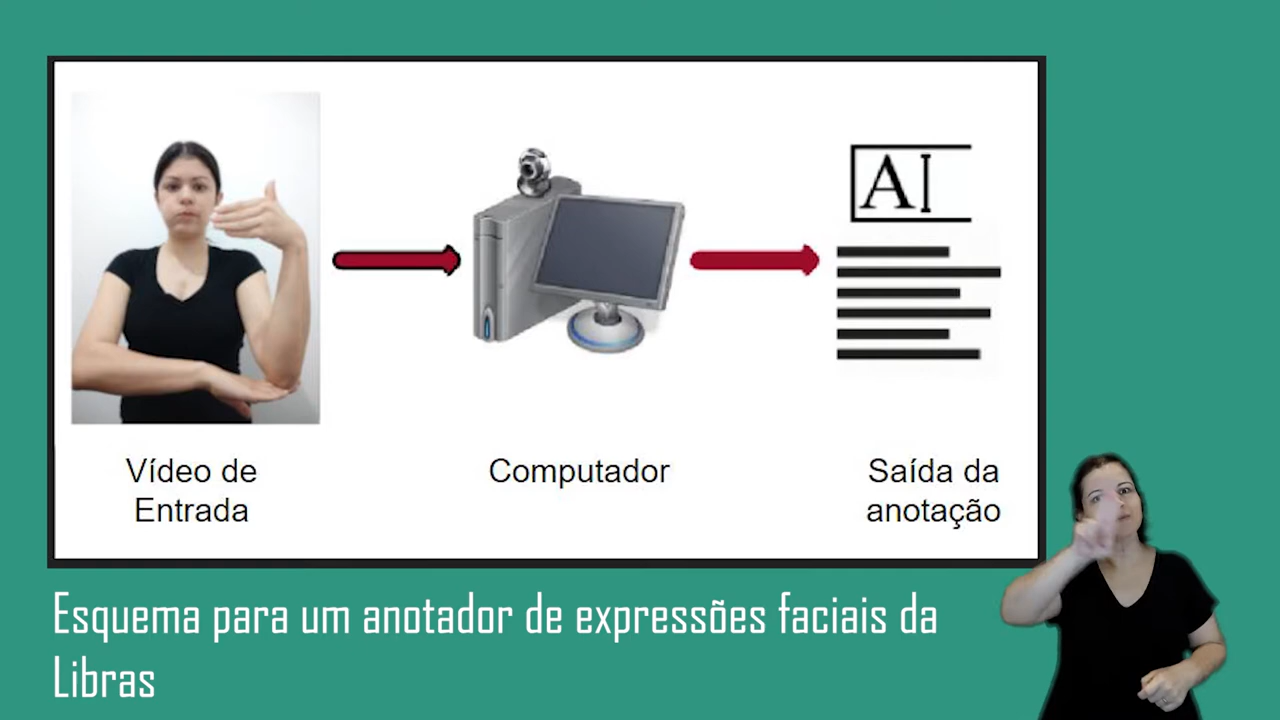 AI
Vídeo de
Entrada
Computador
Saída da
anotação
Esquema para um anotador de expressões faciais da
Libras